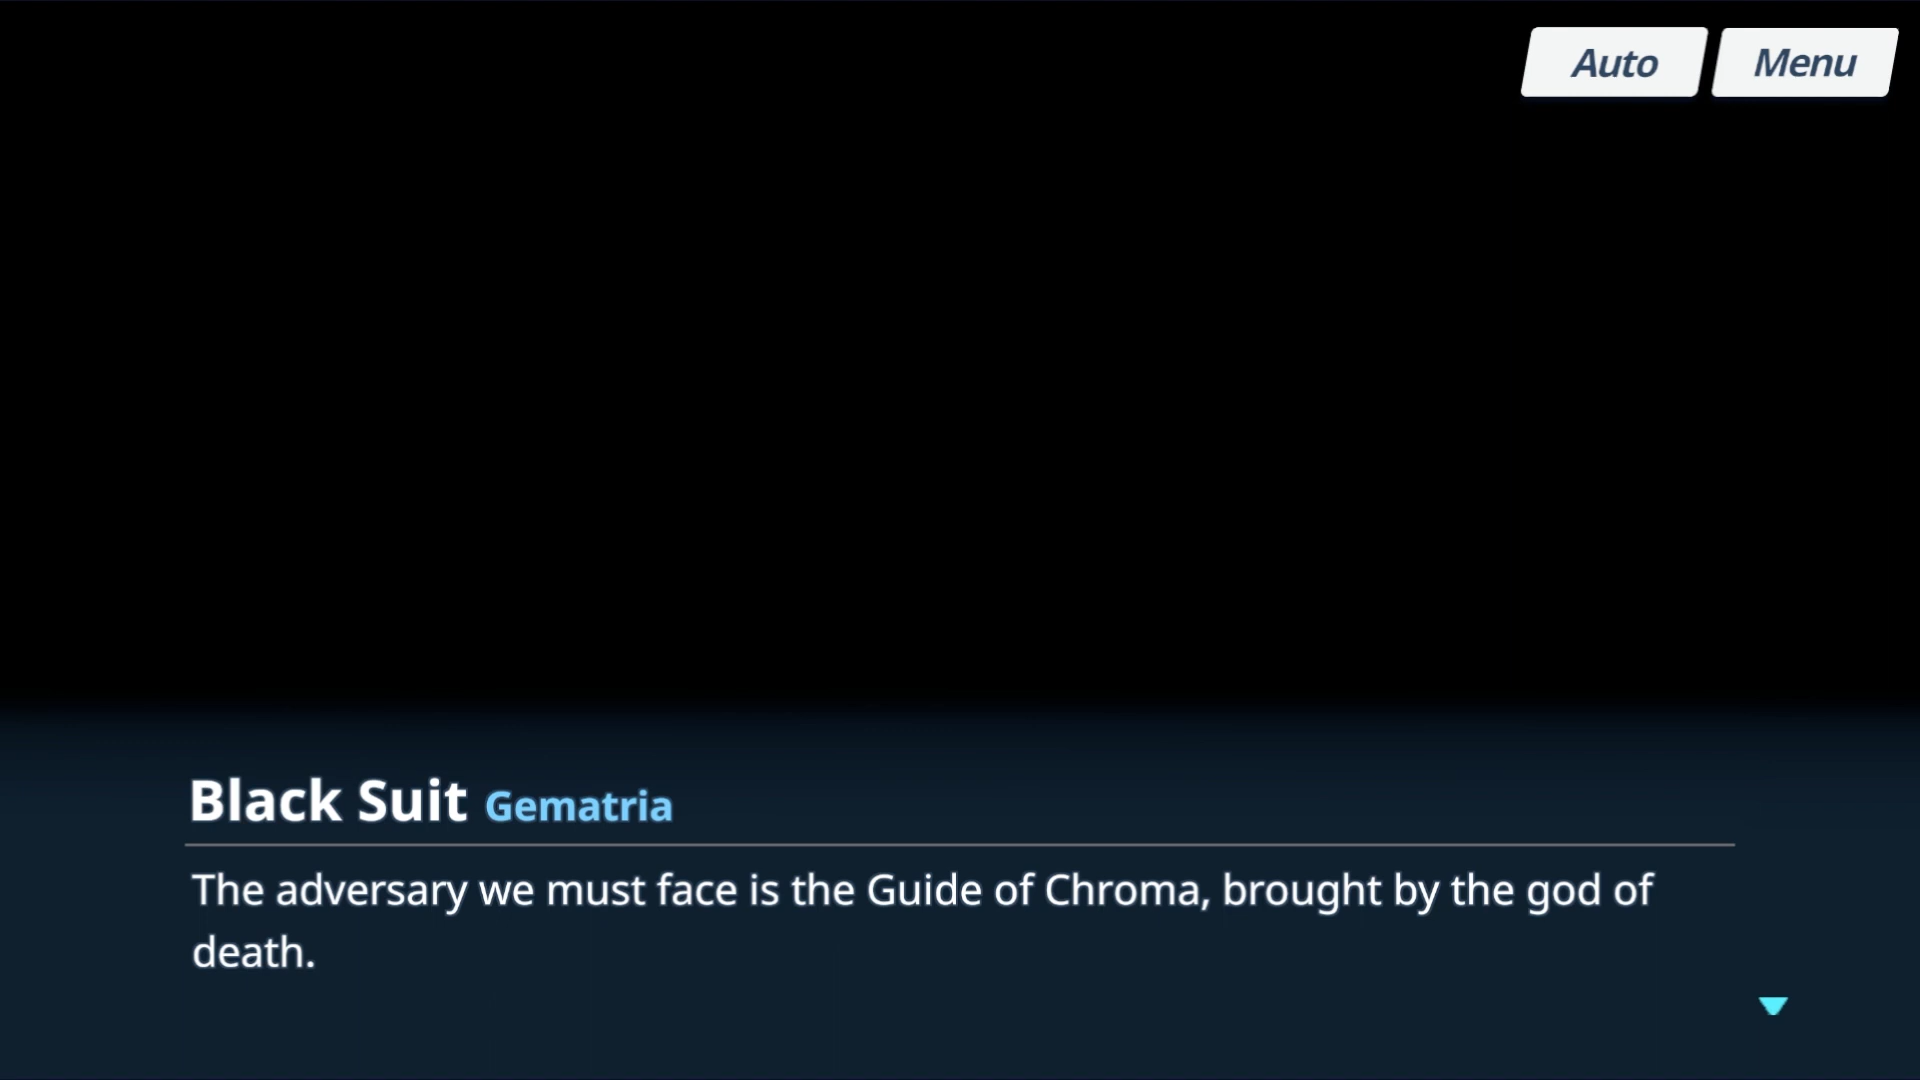 Auto Menu
Black Suit Gematria
The adversary we must face is the Guide of Chroma, brought by the god of
death.